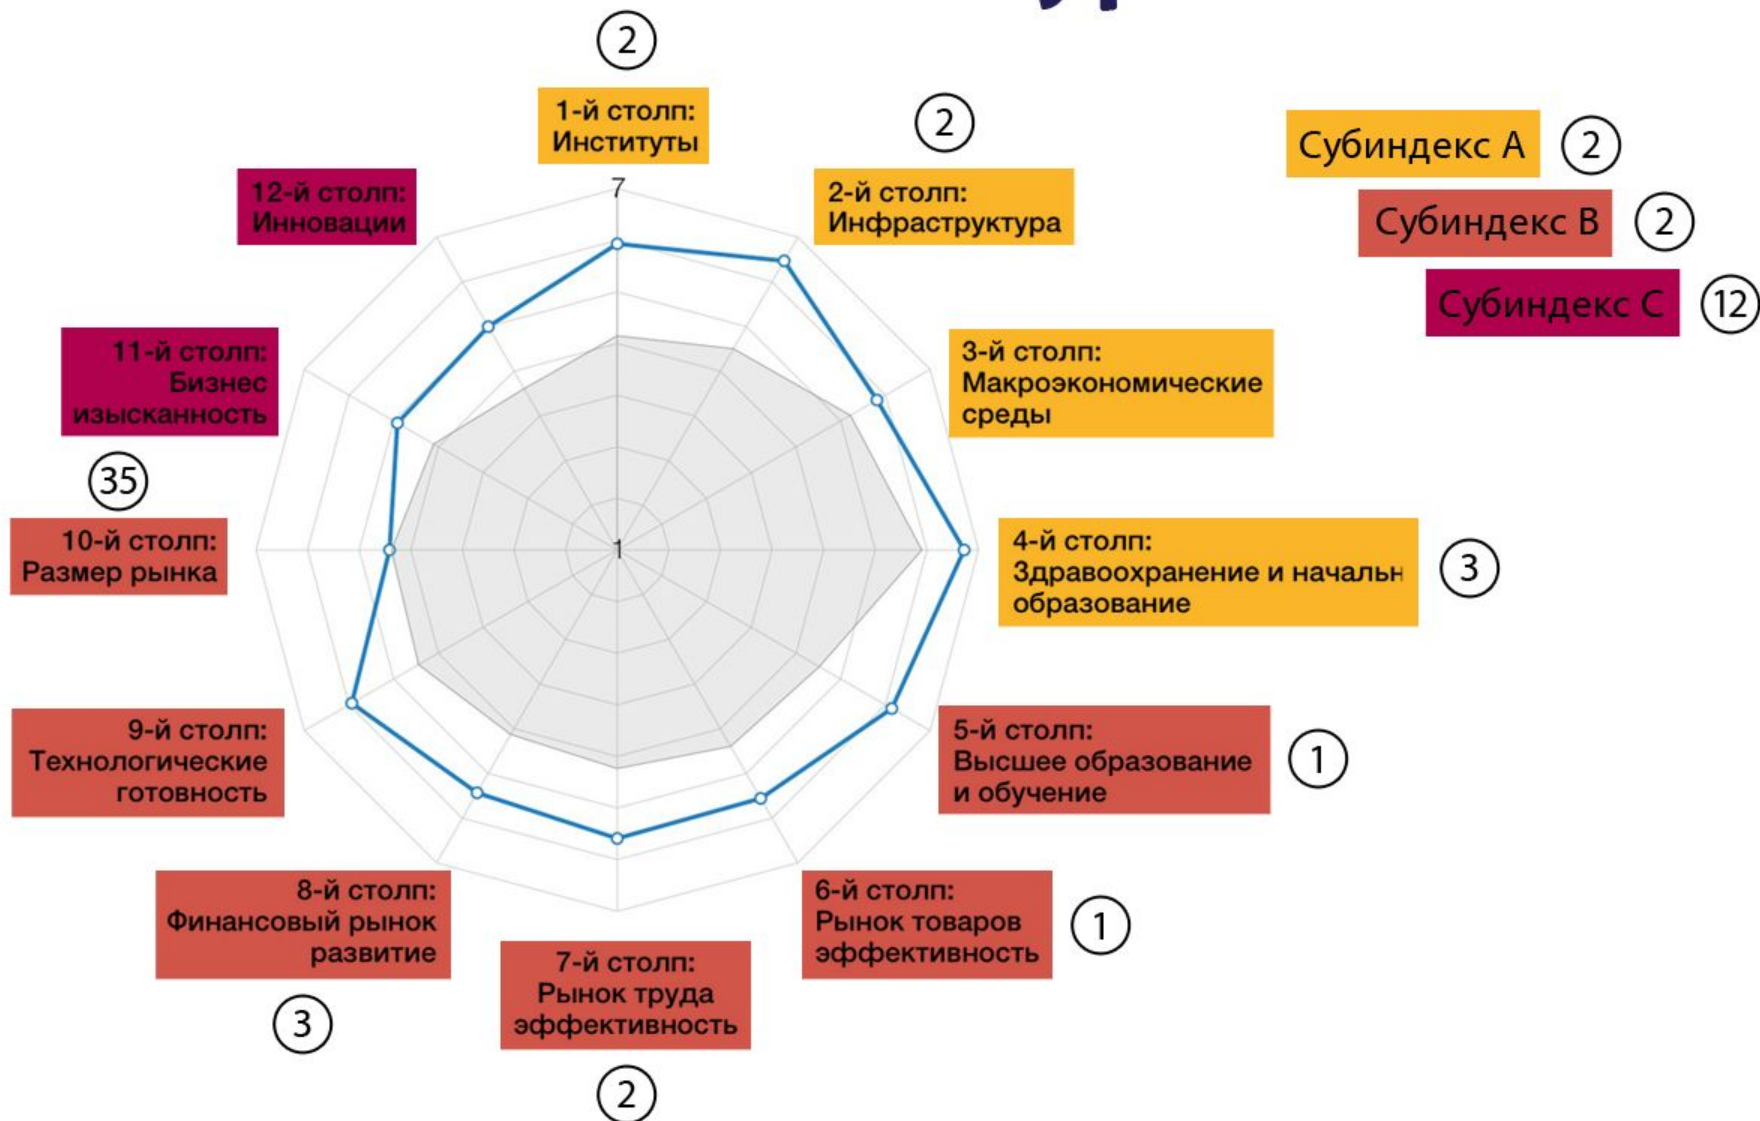 2
1-й столп:
Институты
2
2-й столп:
Инфраструктура
Субиндекс A
2
Субиндекс B
2
Субиндекс C
12
12-й столп:
Инновации
7
3-й столп:
Макроэкономические
среды
11-й столп:
Бизнес
изысканность
35
10-й столп:
Размер рынка
1
4-й столп:
Здравоохранение и начальн
образование
3
9-й столп:
Технологические
готовность
5-й столп:
Высшее образование
и обучение
1
8-й столп:
Финансовый рынок
развитие
3
7-й столп:
Рынок труда
эффективность
2
6-й столп:
Рынок товаров
эффективность
1